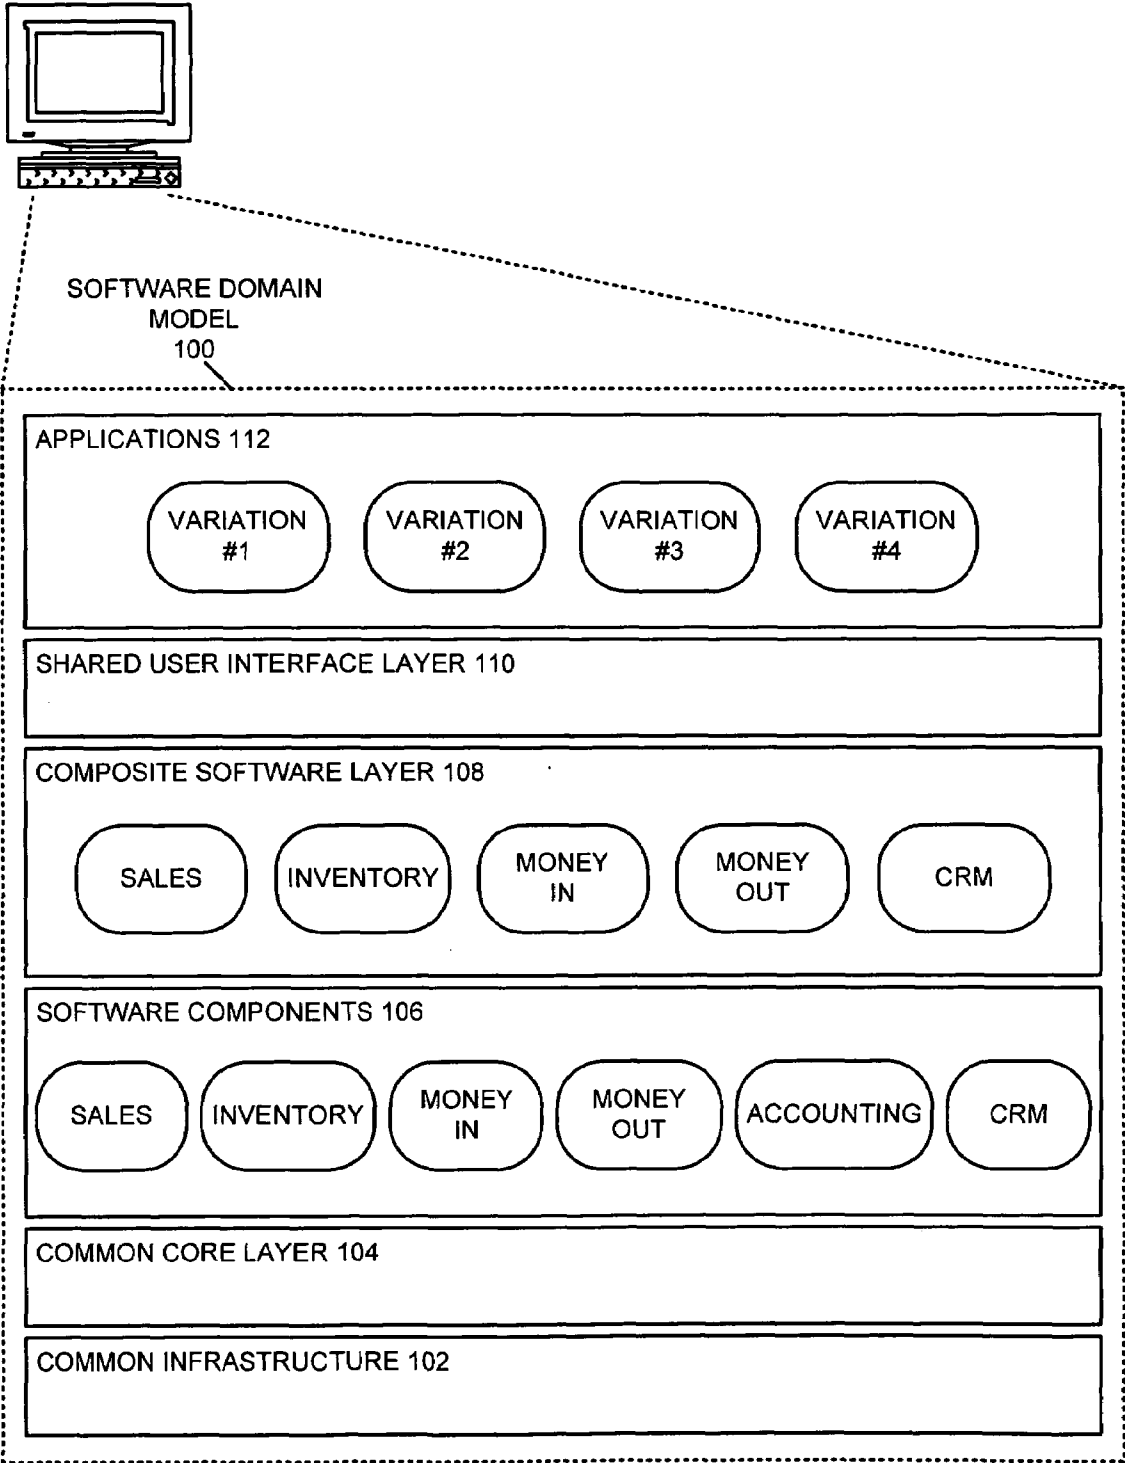 SOFTWARE DOMAIN
MODEL
100
APPLICATIONS 112
VARIATION
#1
VARIATION
#2
VARIATION
#3
VARIATION
#4
SHARED USER INTERFACE LAYER 110
COMPOSITE SOFTWARE LAYER 108
SALES
INVENTORY
MONEY
IN
MONEY
OUT
CRM
SOFTWARE COMPONENTS 106
SALES
INVENTORY
MONEY
IN
MONEY
OUT
ACCOUNTING
CRM
COMMON CORE LAYER 104
COMMON INFRASTRUCTURE 102